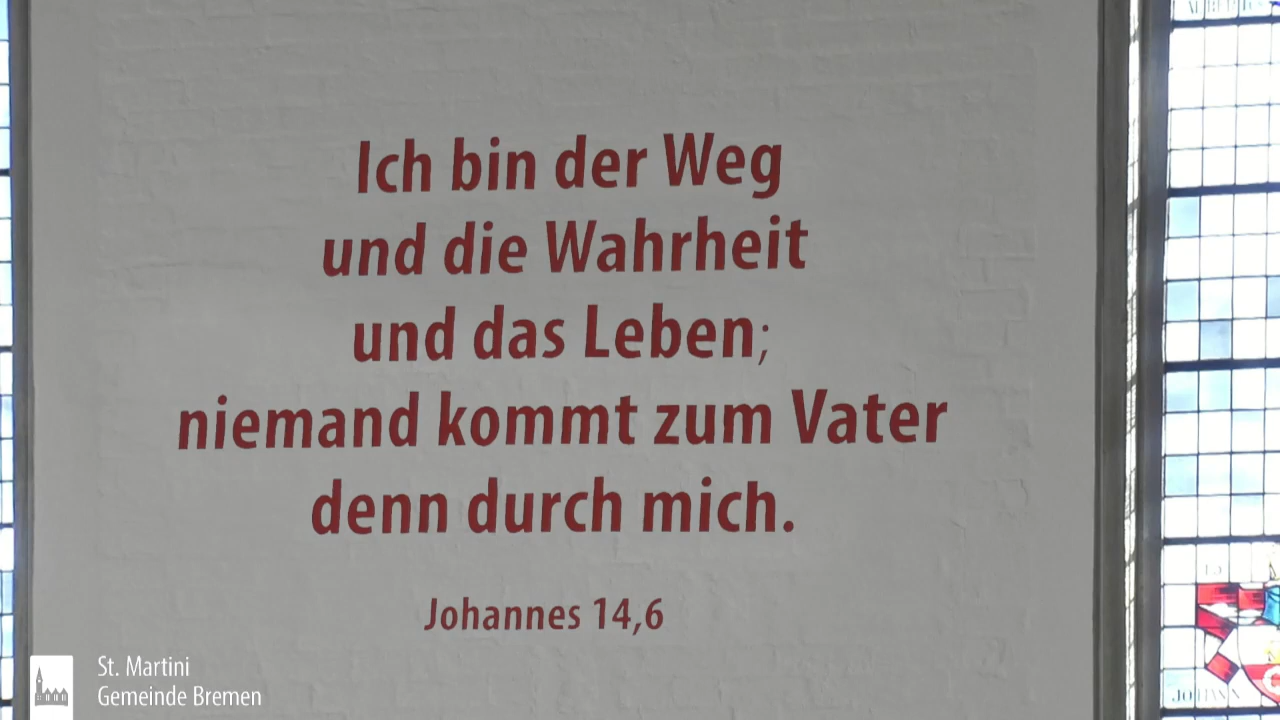 Ich bin der Weg
und die Wahrheit
und das Leben;
niemand kommt zum Vater
denn durch mich.
Johannes 14,6
St. Martini
Gemeinde Bremen
JOHANN